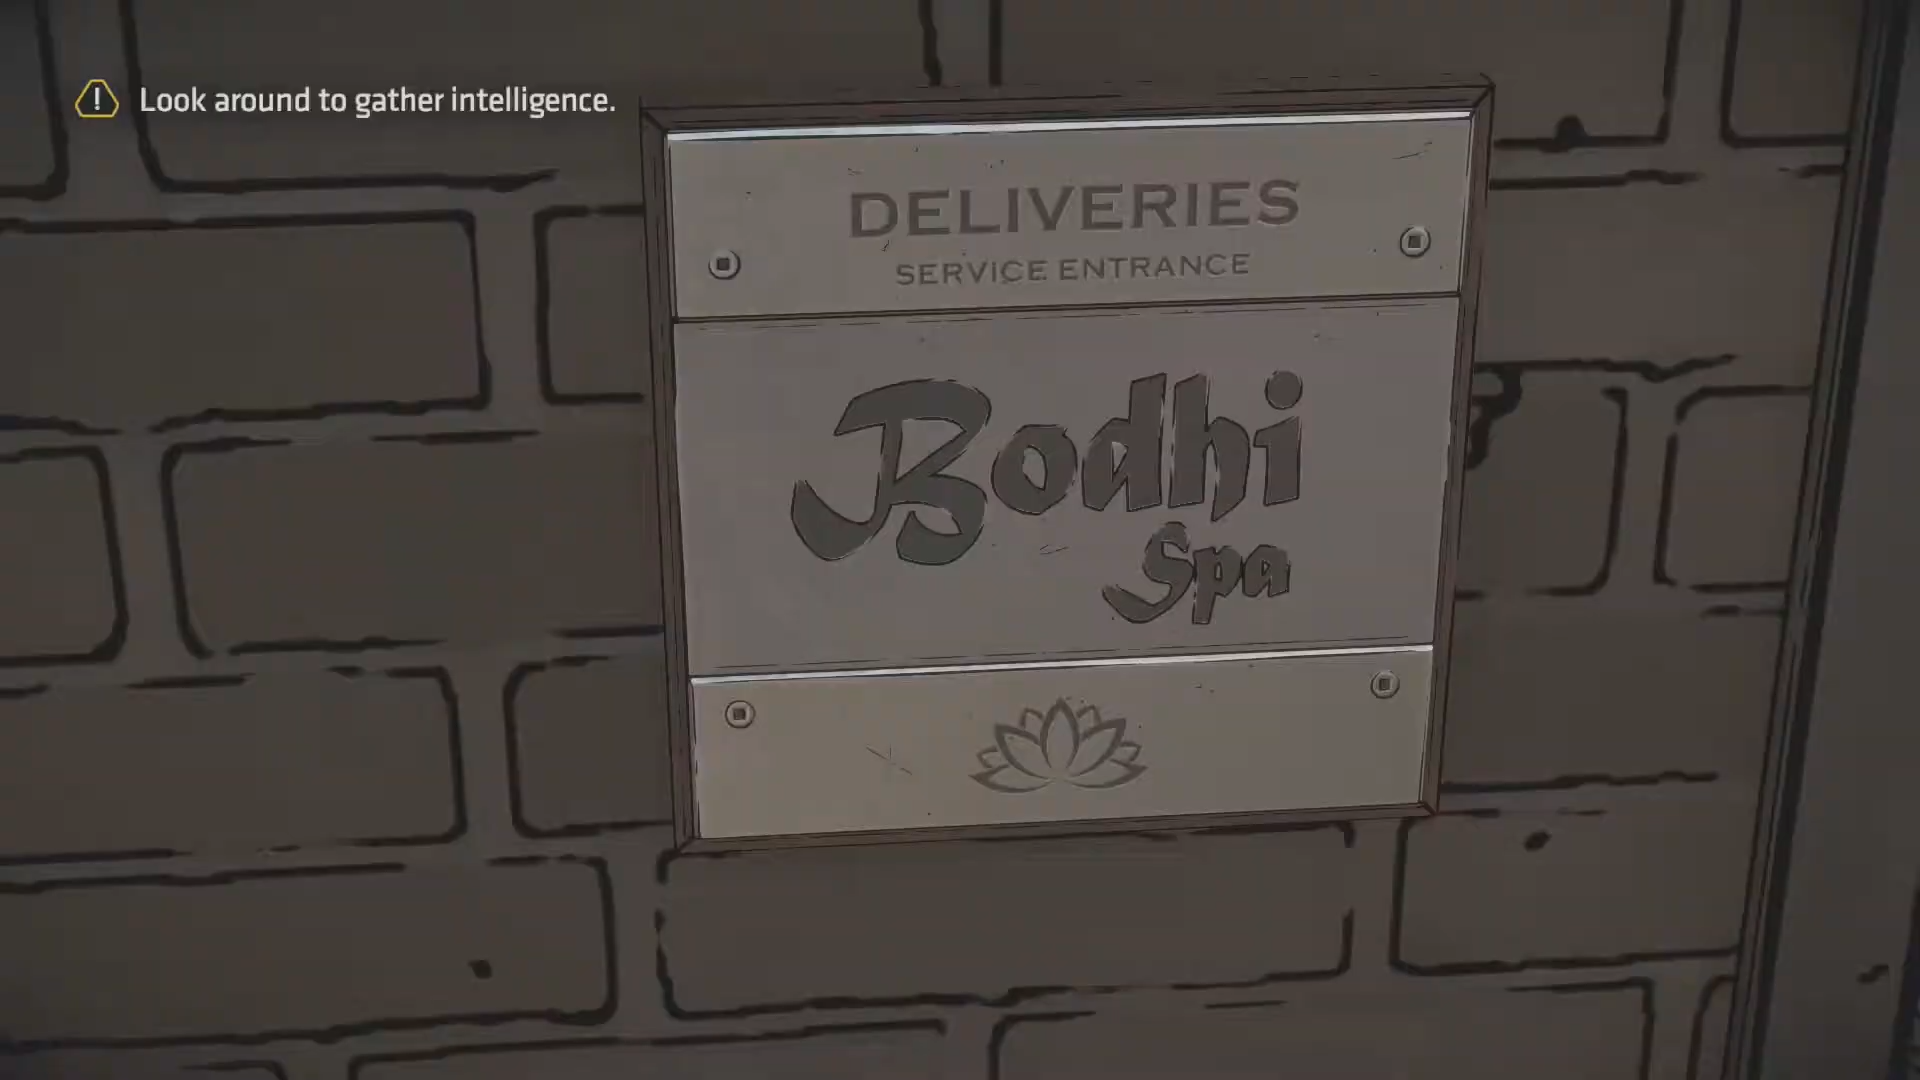 Look around to gather intelligence.
DELIVERIES
SERVICE ENTRANCE
Bodhi
Spa